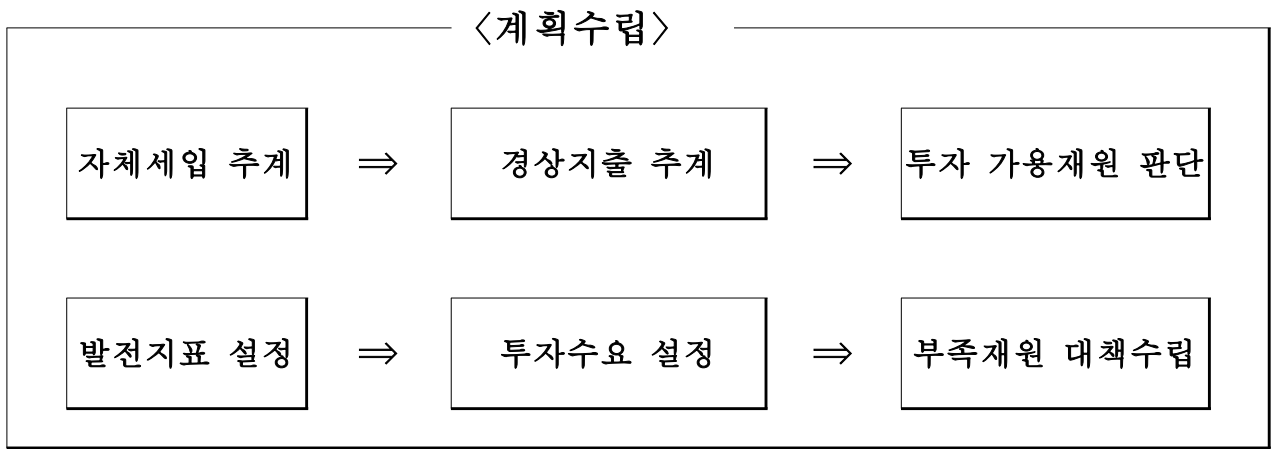 〈계획수립〉
자체세입 추계 ⇒ 경상지출 추계 ⇒ 투자 가용재원 판단
발전지표 설정 ⇒ 투자수요 설정 ⇒ 부족재원 대책수립